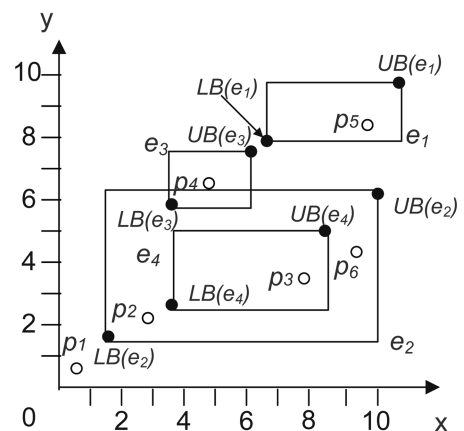 y
10
8
6
4
2
0
2 4 6 8 10
x
UB(e1)
LB(e1)
p5
e1
UB(e3)
e3
p4
LB(e3)
UB(e4)
UB(e2)
e4
p6
p3
LB(e4)
p2
p1
LB(e2)
e2